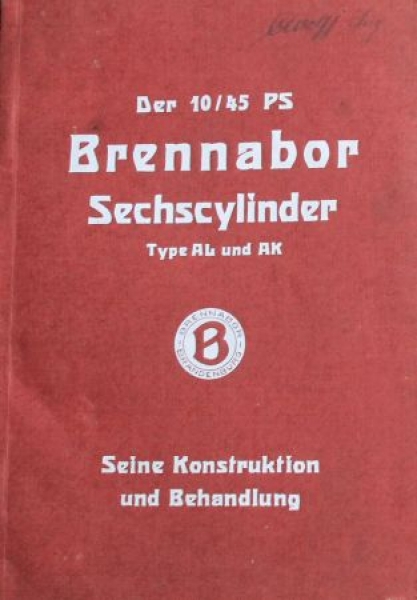 Der 10/45 PS
Brennabor
Sechscylinder
Type AL und AK
BRENNABOR
B
BRANDENBURG
Seine Konstruktion
und Behandlung